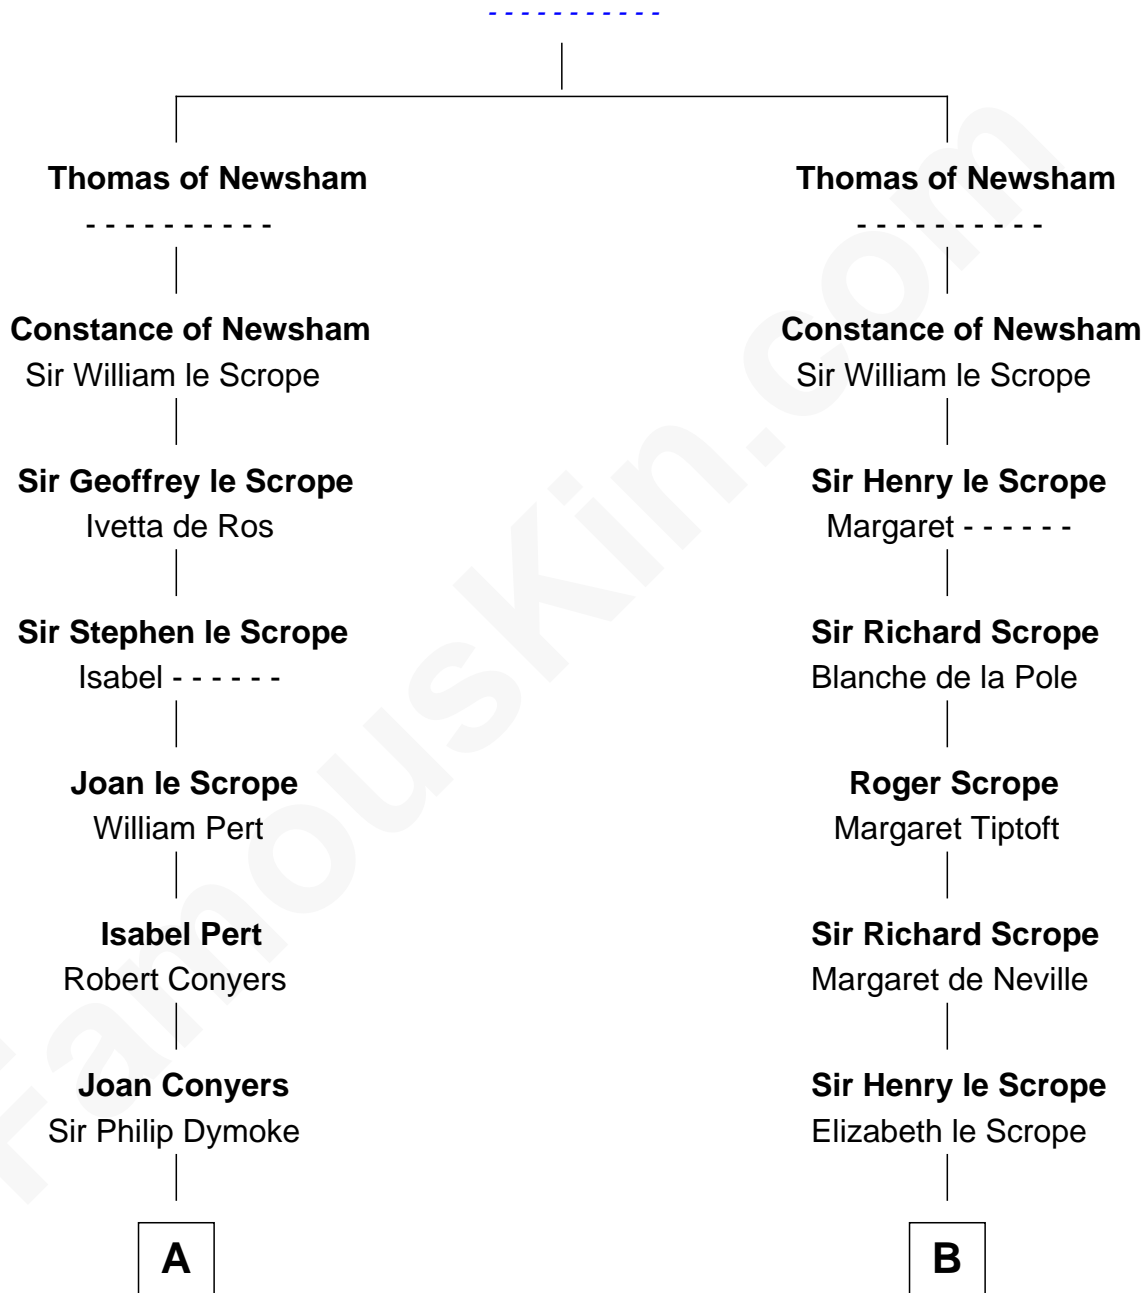 - - - - - - - - - - -
Thomas of Newsham Thomas of Newsham
- - - - - - - - - - - - - - - - - - - -
Constance of Newsham Constance of Newsham
Sir William le Scrope Sir William le Scrope
Sir Geoffrey le Scrope Sir Henry le Scrope
Ivetta de Ros Margaret - - - - - -
Sir Stephen le Scrope Sir Richard Scrope
Isabel - - - - - - Blanche de la Pole
Joan le Scrope Roger Scrope
William Pert Margaret Tiptoft
Isabel Pert Sir Richard Scrope
Robert Conyers Margaret de Neville
Joan Conyers Sir Henry le Scrope
Sir Philip Dymoke Elizabeth le Scrope
A B
FamousKin.com